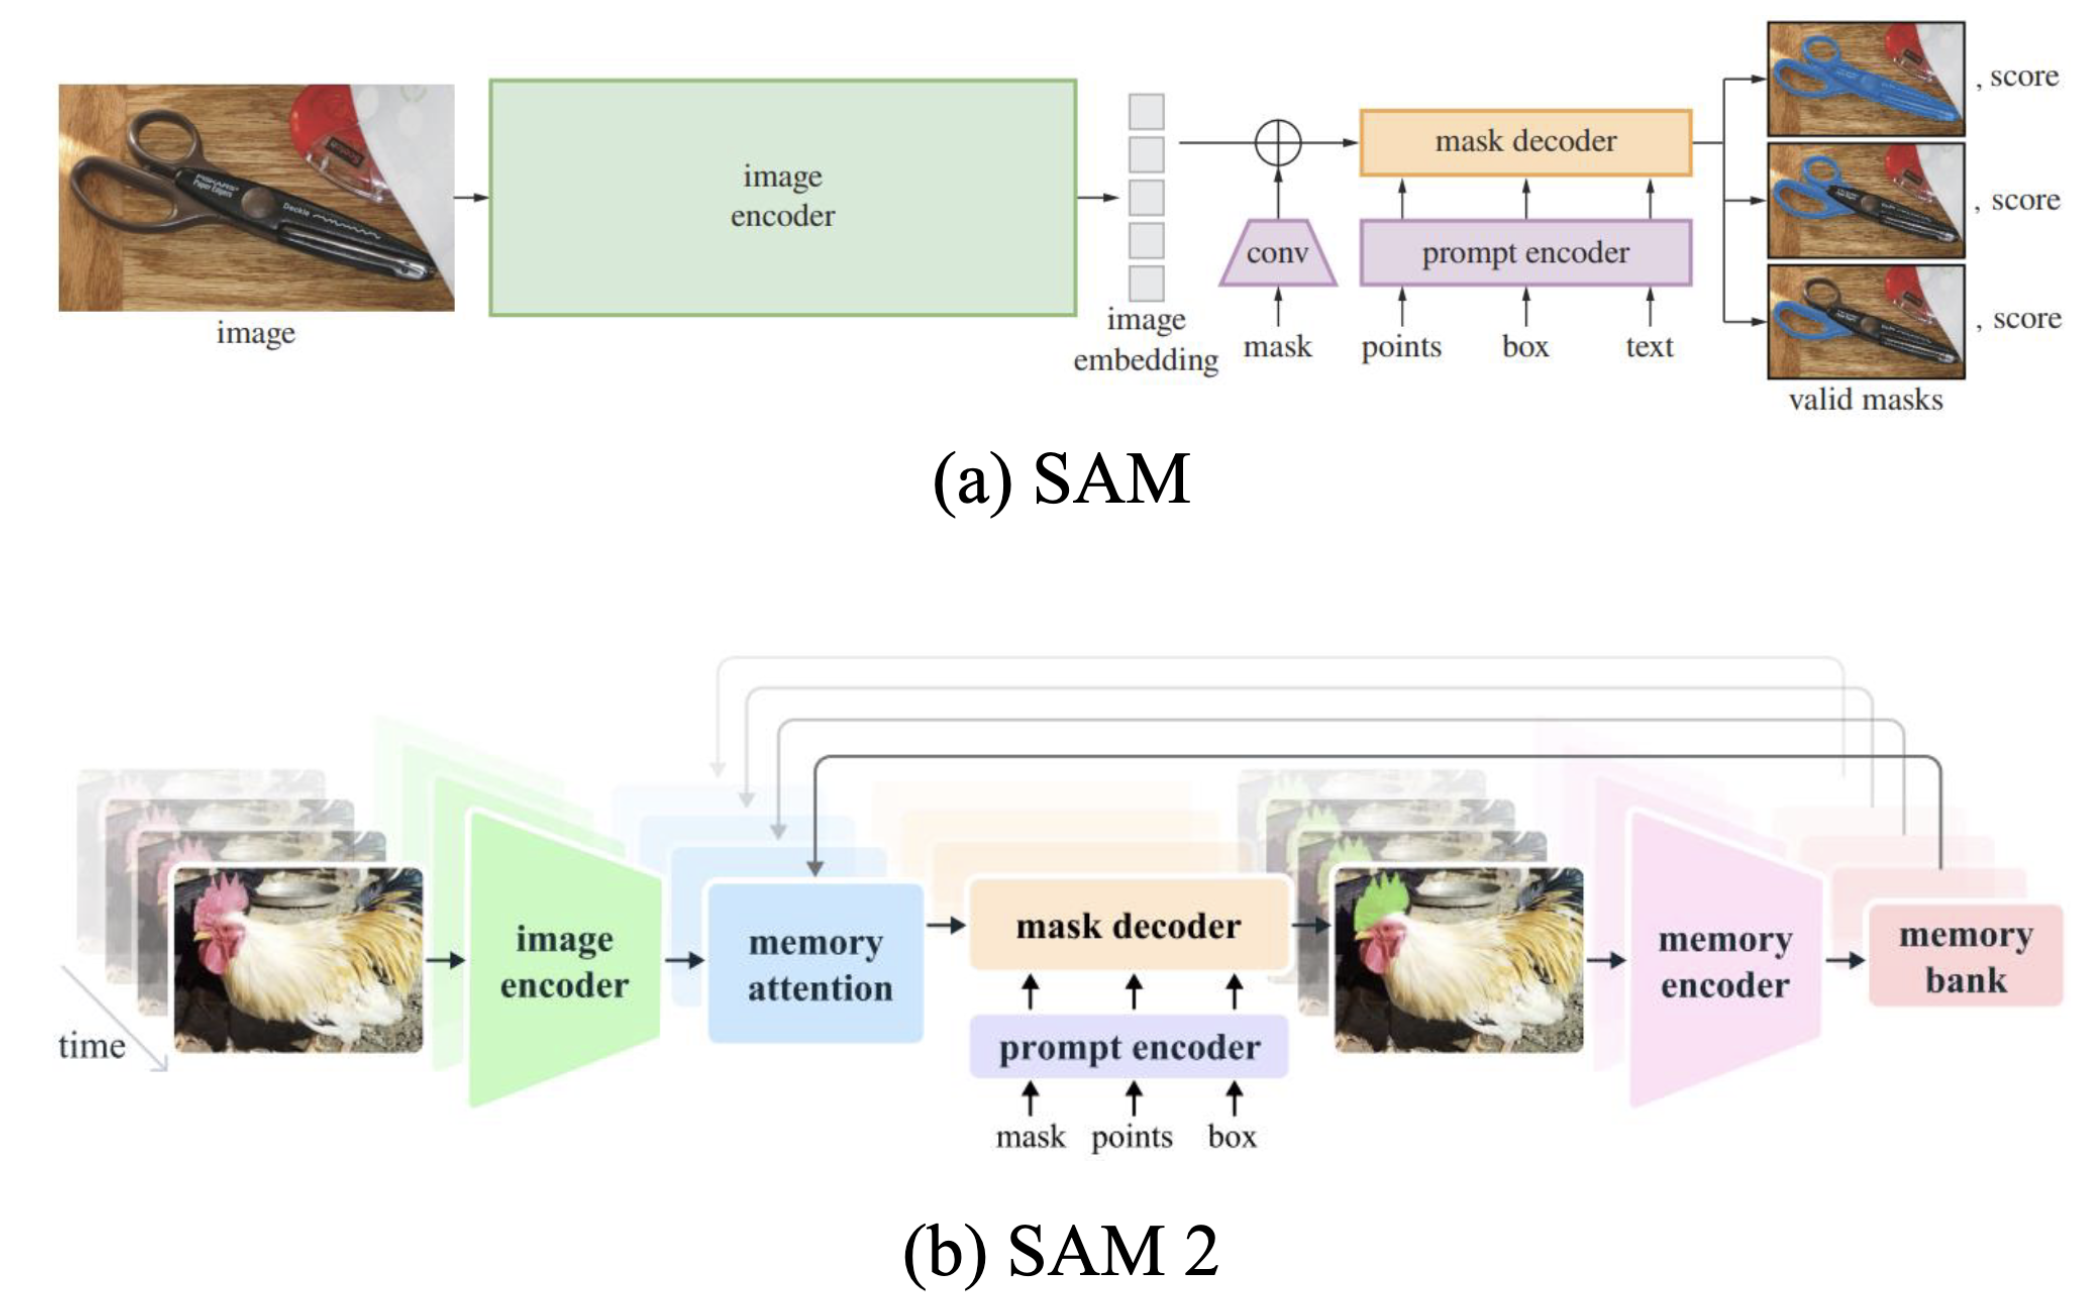 image
encoder
mask decoder
conv
prompt encoder
image
image
embedding
mask
points
box
text
, score
, score
, score
valid masks
(a) SAM
time
image
encoder
memory
attention
mask decoder
prompt encoder
mask
points
box
memory
encoder
memory
bank
(b) SAM 2